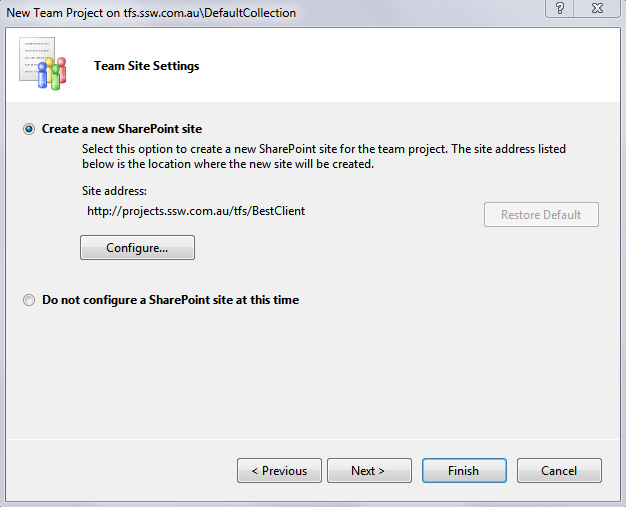 New Team Project on tfs.ssw.com.au\DefaultCollection
Team Site Settings
Create a new SharePoint site
Select this option to create a new SharePoint site for the team project. The site address listed
below is the location where the new site will be created.
Site address:
http://projects.ssw.com.au/tfs/BestClient
Restore Default
Configure...
Do not configure a SharePoint site at this time
< Previous
Next >
Finish
Cancel